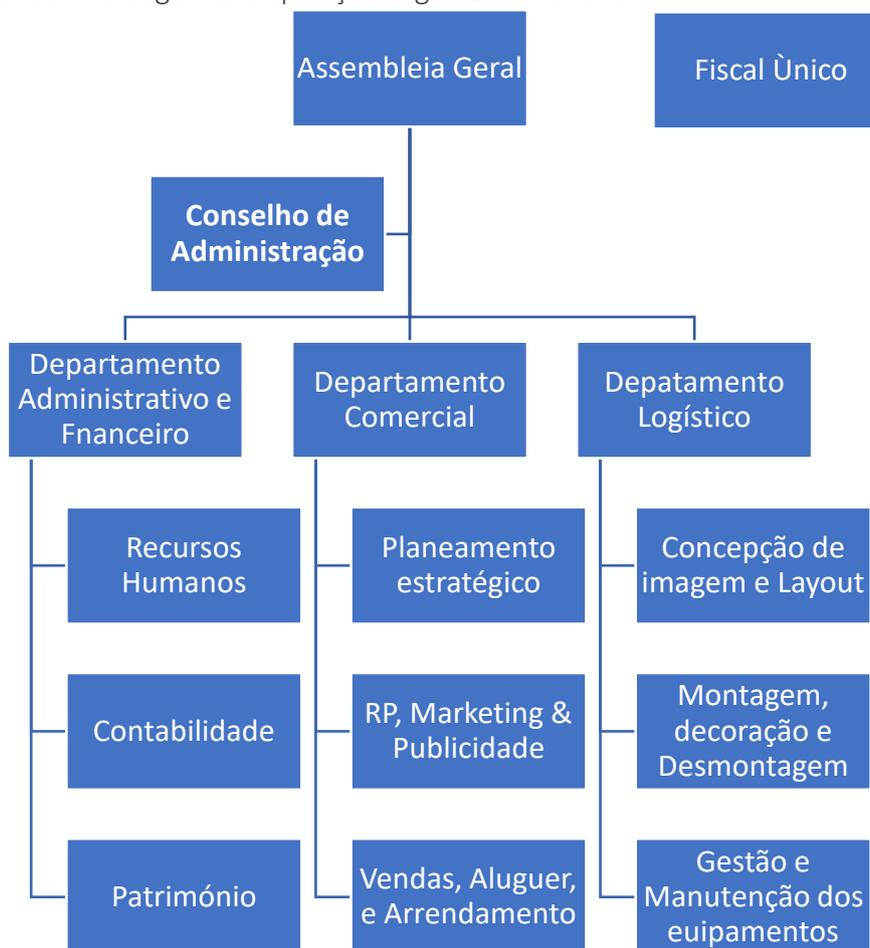 Assembleia Geral
Fiscal Ùnico
Conselho de
Administração
Departamento
Administrativo e
Fnanceiro
Departamento
Comercial
Depatamento
Logístico
Recursos
Humanos
Planeamento
estratégico
Concepção de
imagem e Layout
Contabilidade
RP, Marketing &
Publicidade
Montagem,
decoração e
Desmontagem
Património
Vendas, Aluguer,
e Arrendamento
Gestão e
Manutenção dos
euipamentos